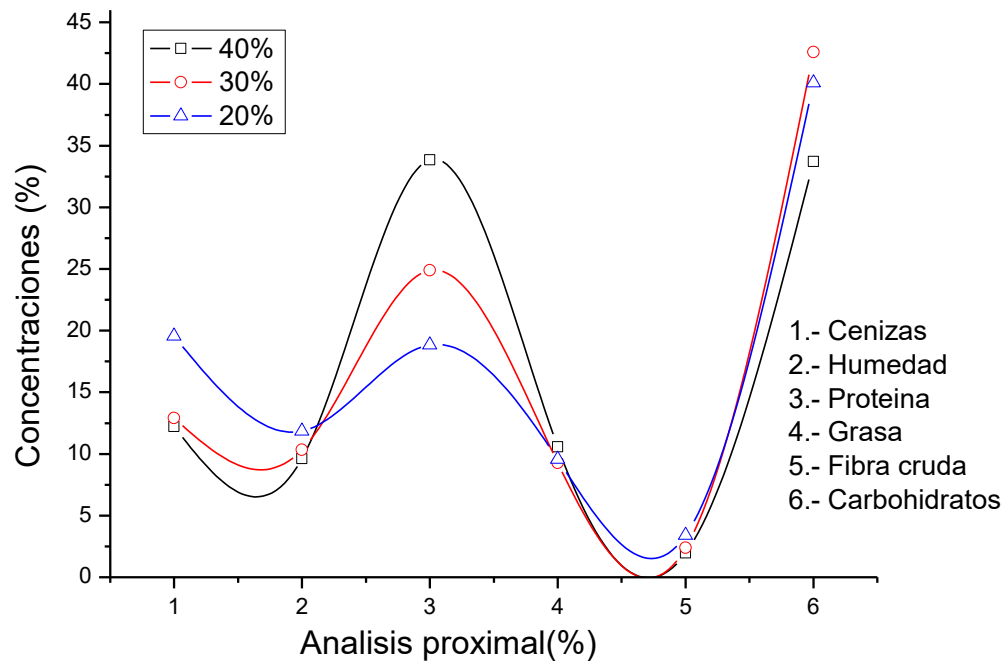 45
40
35
30
25
20
15
10
5
0
Concentraciones (%)
40%
30%
20%
1.- Cenizas
2.- Humedad
3.- Proteina
4.- Grasa
5.- Fibra cruda
6.- Carbohidratos
1 2 3 4 5 6
Analisis proximal(%)